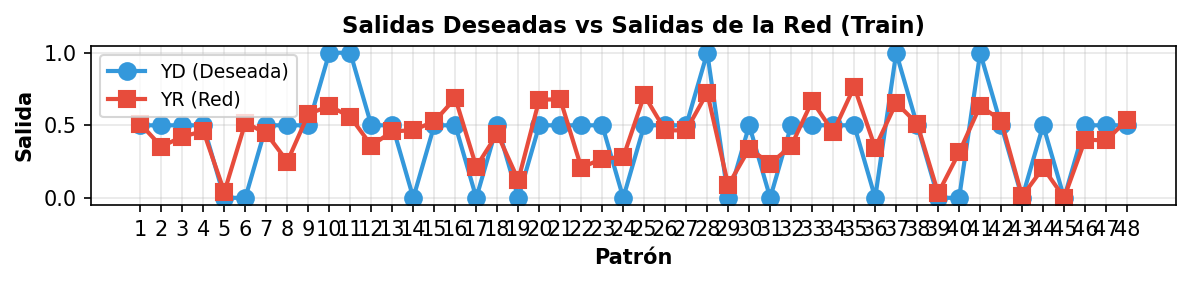 Salidas Deseadas vs Salidas de la Red (Train)
1.0
YD (Deseada)
YR (Red)
0.5
0.0
Salida
1 2 3 4 5 6 7 8 9 10 11 12 13 14 15 16 17 18 19 20 21 22 23 24 25 26 27 28 29 30 31 32 33 34 35 36 37 38 39 40 41 42 43 44 45 46 47 48
Patrón